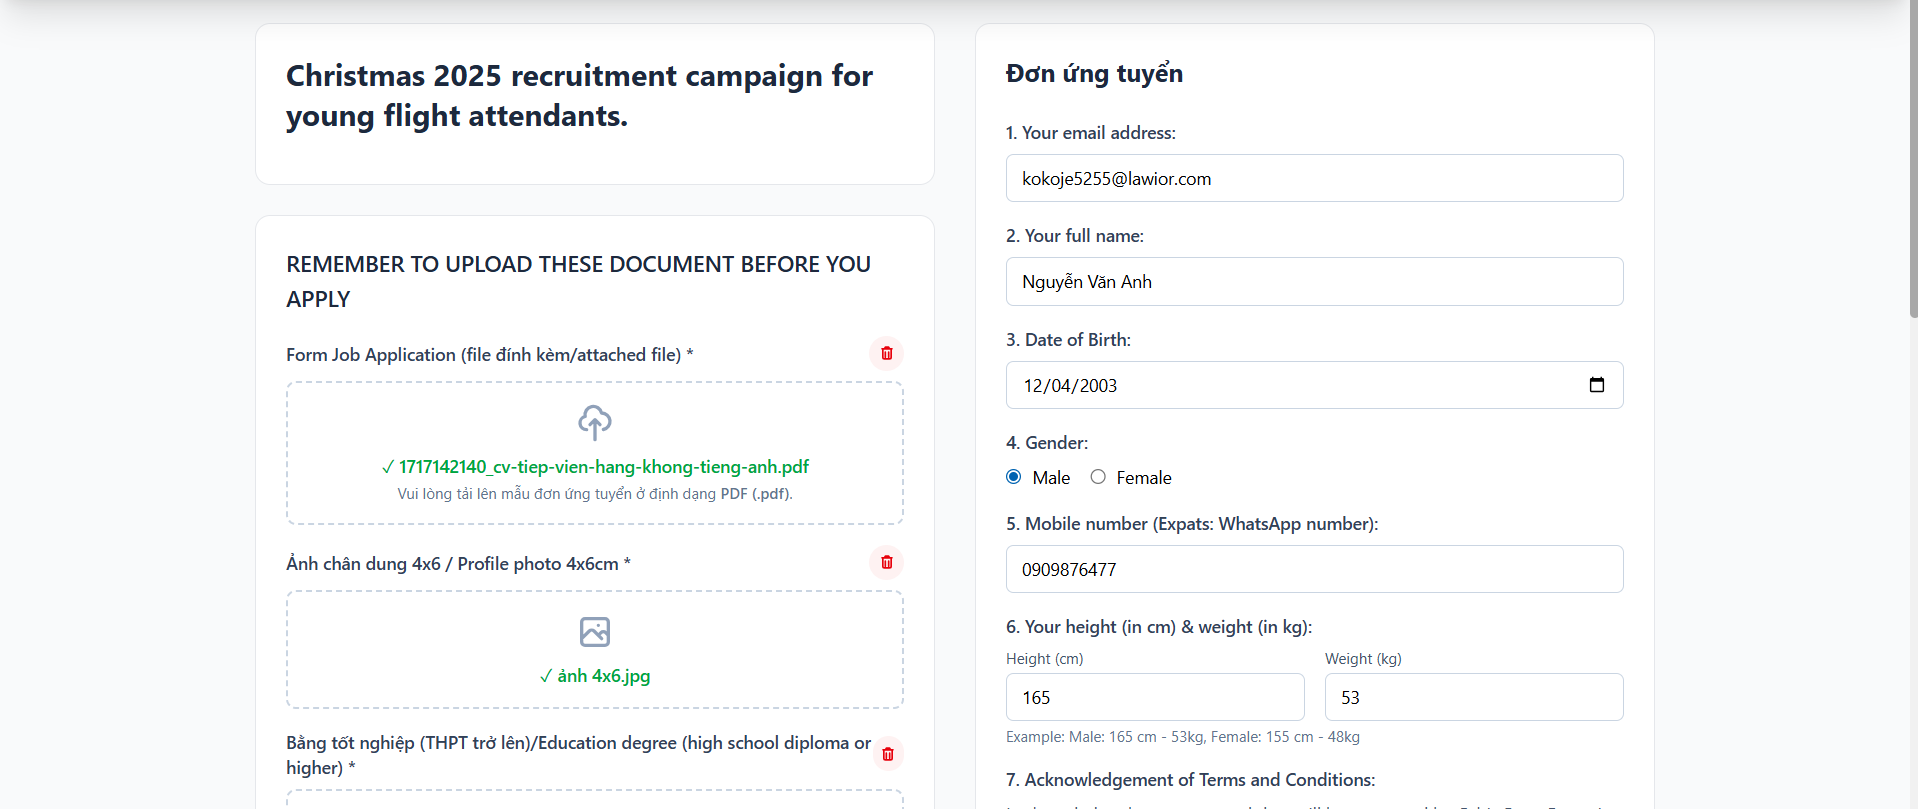 Christmas 2025 recruitment campaign for
young flight attendants.
REMEMBER TO UPLOAD THESE DOCUMENT BEFORE YOU
APPLY
Form Job Application (file đính kèm/attached file) *
✓ 1717142140_cv-tiep-vien-hang-khong-tieng-anh.pdf
Vui lòng tải lên mẫu đơn ứng tuyển ở định dạng PDF (.pdf).
Ảnh chân dung 4x6 / Profile photo 4x6cm *
✓ ảnh 4x6.jpg
Bằng tốt nghiệp (THPT trở lên)/Education degree (high school diploma or
higher) *
Đơn ứng tuyển
1. Your email address:
kokoje5255@lawior.com
2. Your full name:
Nguyễn Văn Anh
3. Date of Birth:
12/04/2003
4. Gender:
Male Female
5. Mobile number (Expats: WhatsApp number):
0909876477
6. Your height (in cm) & weight (in kg):
Height (cm) Weight (kg)
165 53
Example: Male: 165 cm - 53kg, Female: 155 cm - 48kg
7. Acknowledgement of Terms and Conditions: